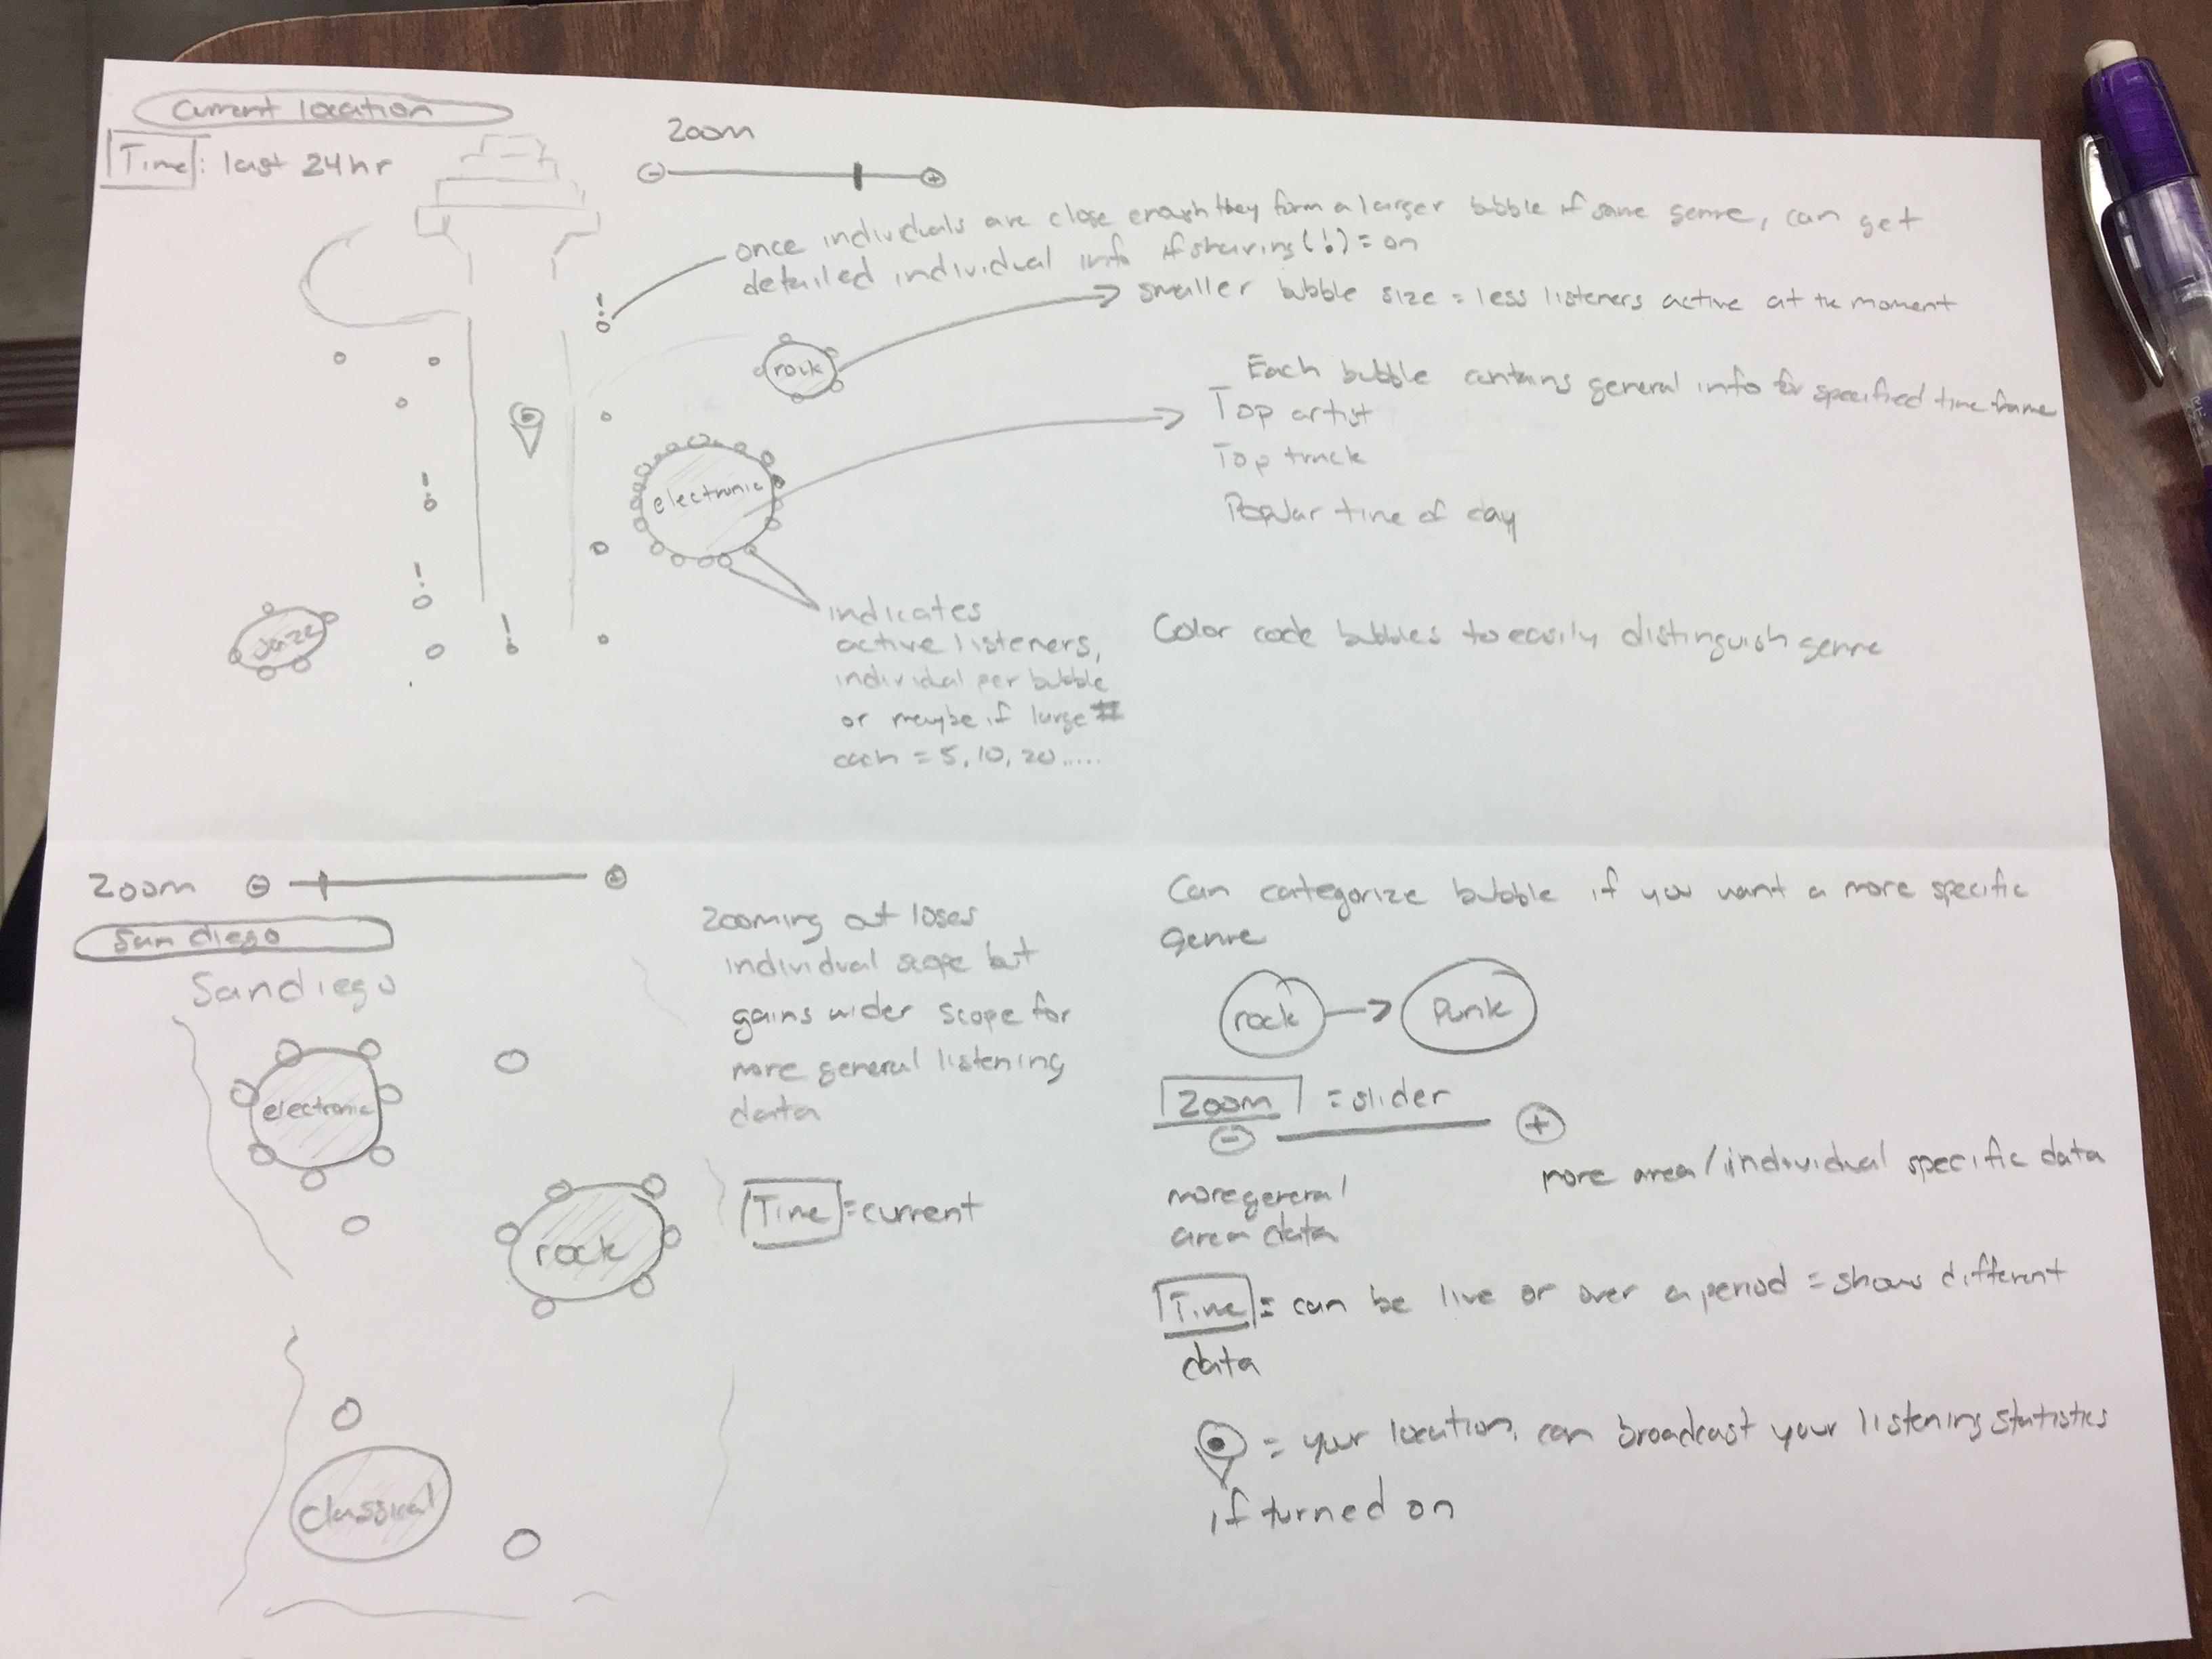 Current location
Time: last 24hr
zoom
- +
once individuals are close enough they form a larger bubble if same genre, can get
detailed individual info if sharing (b) = on
smaller bubble size = less listeners active at the moment
rock
Each bubble contains general info for specified time frame
Top artist
Top track
Popular time of day
electronic
Jazz
indicates
active listeners,
individual per bubble
or maybe if large #
each = 5, 10, 20....
Color code bubbles to easily distinguish genre
zoom - +
San diego
San diego
electronic
rock
Classical
zooming out loses
individual scope but
gains wider scope for
more general listening
data
Time = current
Can categorize bubble if you want a more specific
genre
rock → Punk
zoom = slider
- +
more general
area data
more area/individual specific data
Time = can be live or over a period = shows different
data
= your location, can broadcast your listening statistics
if turned on